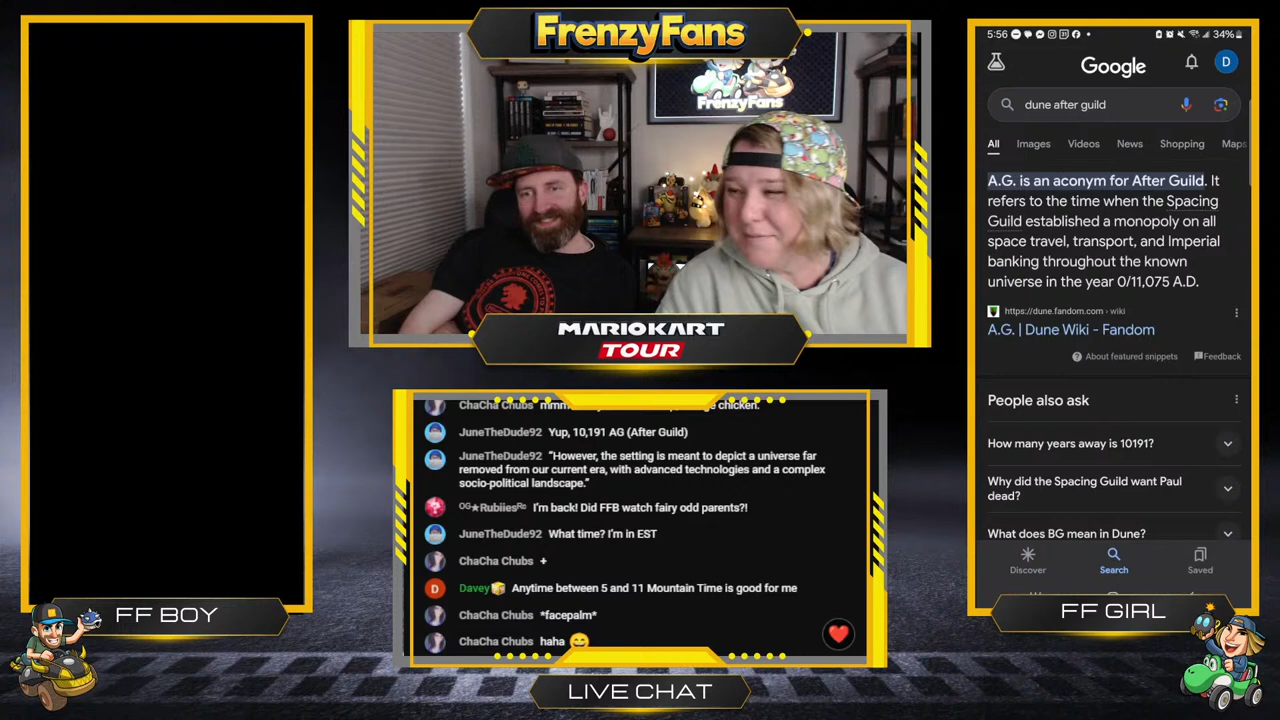 FrenzyFans
FrenzyFans
MARIOKART
TOUR
FF BOY
ChaCha Chubs
chicken.
JuneTheDude92 Yup, 10,191 AG (After Guild)
JuneTheDude92 “However, the setting is meant to depict a universe far
removed from our current era, with advanced technologies and a complex
socio-political landscape.”
OG★RubiiesRc I'm back! Did FFB watch fairy odd parents?!
JuneTheDude92 What time? I'm in EST
ChaCha Chubs +
D Davey Anytime between 5 and 11 Mountain Time is good for me
ChaCha Chubs *facepalm*
ChaCha Chubs haha 😄
LIVE CHAT
5:56 34%
Google
D
dune after guild
All Images Videos News Shopping Maps
A.G. is an aconym for After Guild. It
refers to the time when the Spacing
Guild established a monopoly on all
space travel, transport, and Imperial
banking throughout the known
universe in the year 0/11,075 A.D.
https://dune.fandom.com › wiki
A.G. | Dune Wiki - Fandom
About featured snippets Feedback
People also ask
How many years away is 10191?
Why did the Spacing Guild want Paul
dead?
What does BG mean in Dune?
Discover Search Saved
FF GIRL